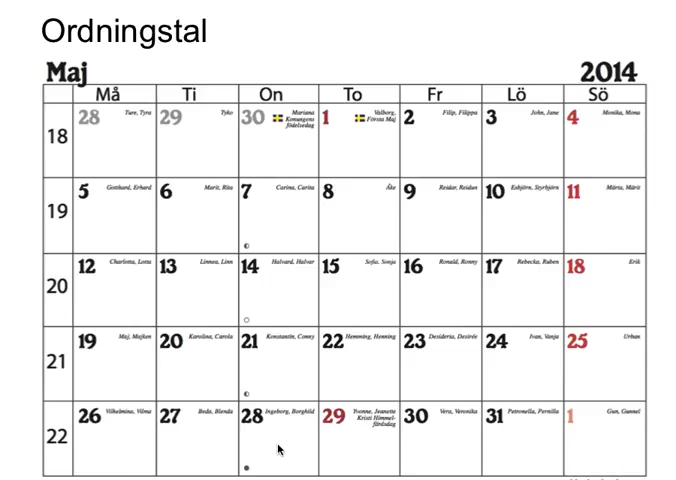 Ordningstal
Maj 2014
Må Ti On To Fr Lö Sö
18
28 Ture, Tyra
29 Tyko
30 Mariana
Konungens
födelsedag
1 Valborg,
Första Maj
2 Filip, Filippa
3 John, Jane
4 Monika, Mona
19
5 Gotthard, Erhard
6 Marit, Rita
7 Carina, Carita
8 Åke
9 Reidar, Reidun
10 Esbjörn, Styrbjörn
11 Märta, Märit
20
12 Charlotta, Lotta
13 Linnea, Linn
14 Halvard, Halvar
15 Sofia, Sonja
16 Ronald, Ronny
17 Rebecka, Ruben
18 Erik
21
19 Maj, Majken
20 Karolina, Carola
21 Konstantin, Conny
22 Hemming, Henning
23 Desideria, Desirée
24 Ivan, Vanja
25 Urban
22
26 Vilhelmina, Vilma
27 Beda, Blenda
28 Ingeborg, Borghild
29 Yvonne, Jeanette
Kristi Himmel-
färdsdag
30 Vera, Veronika
31 Petronella, Pernilla
1 Gun, Gunnel